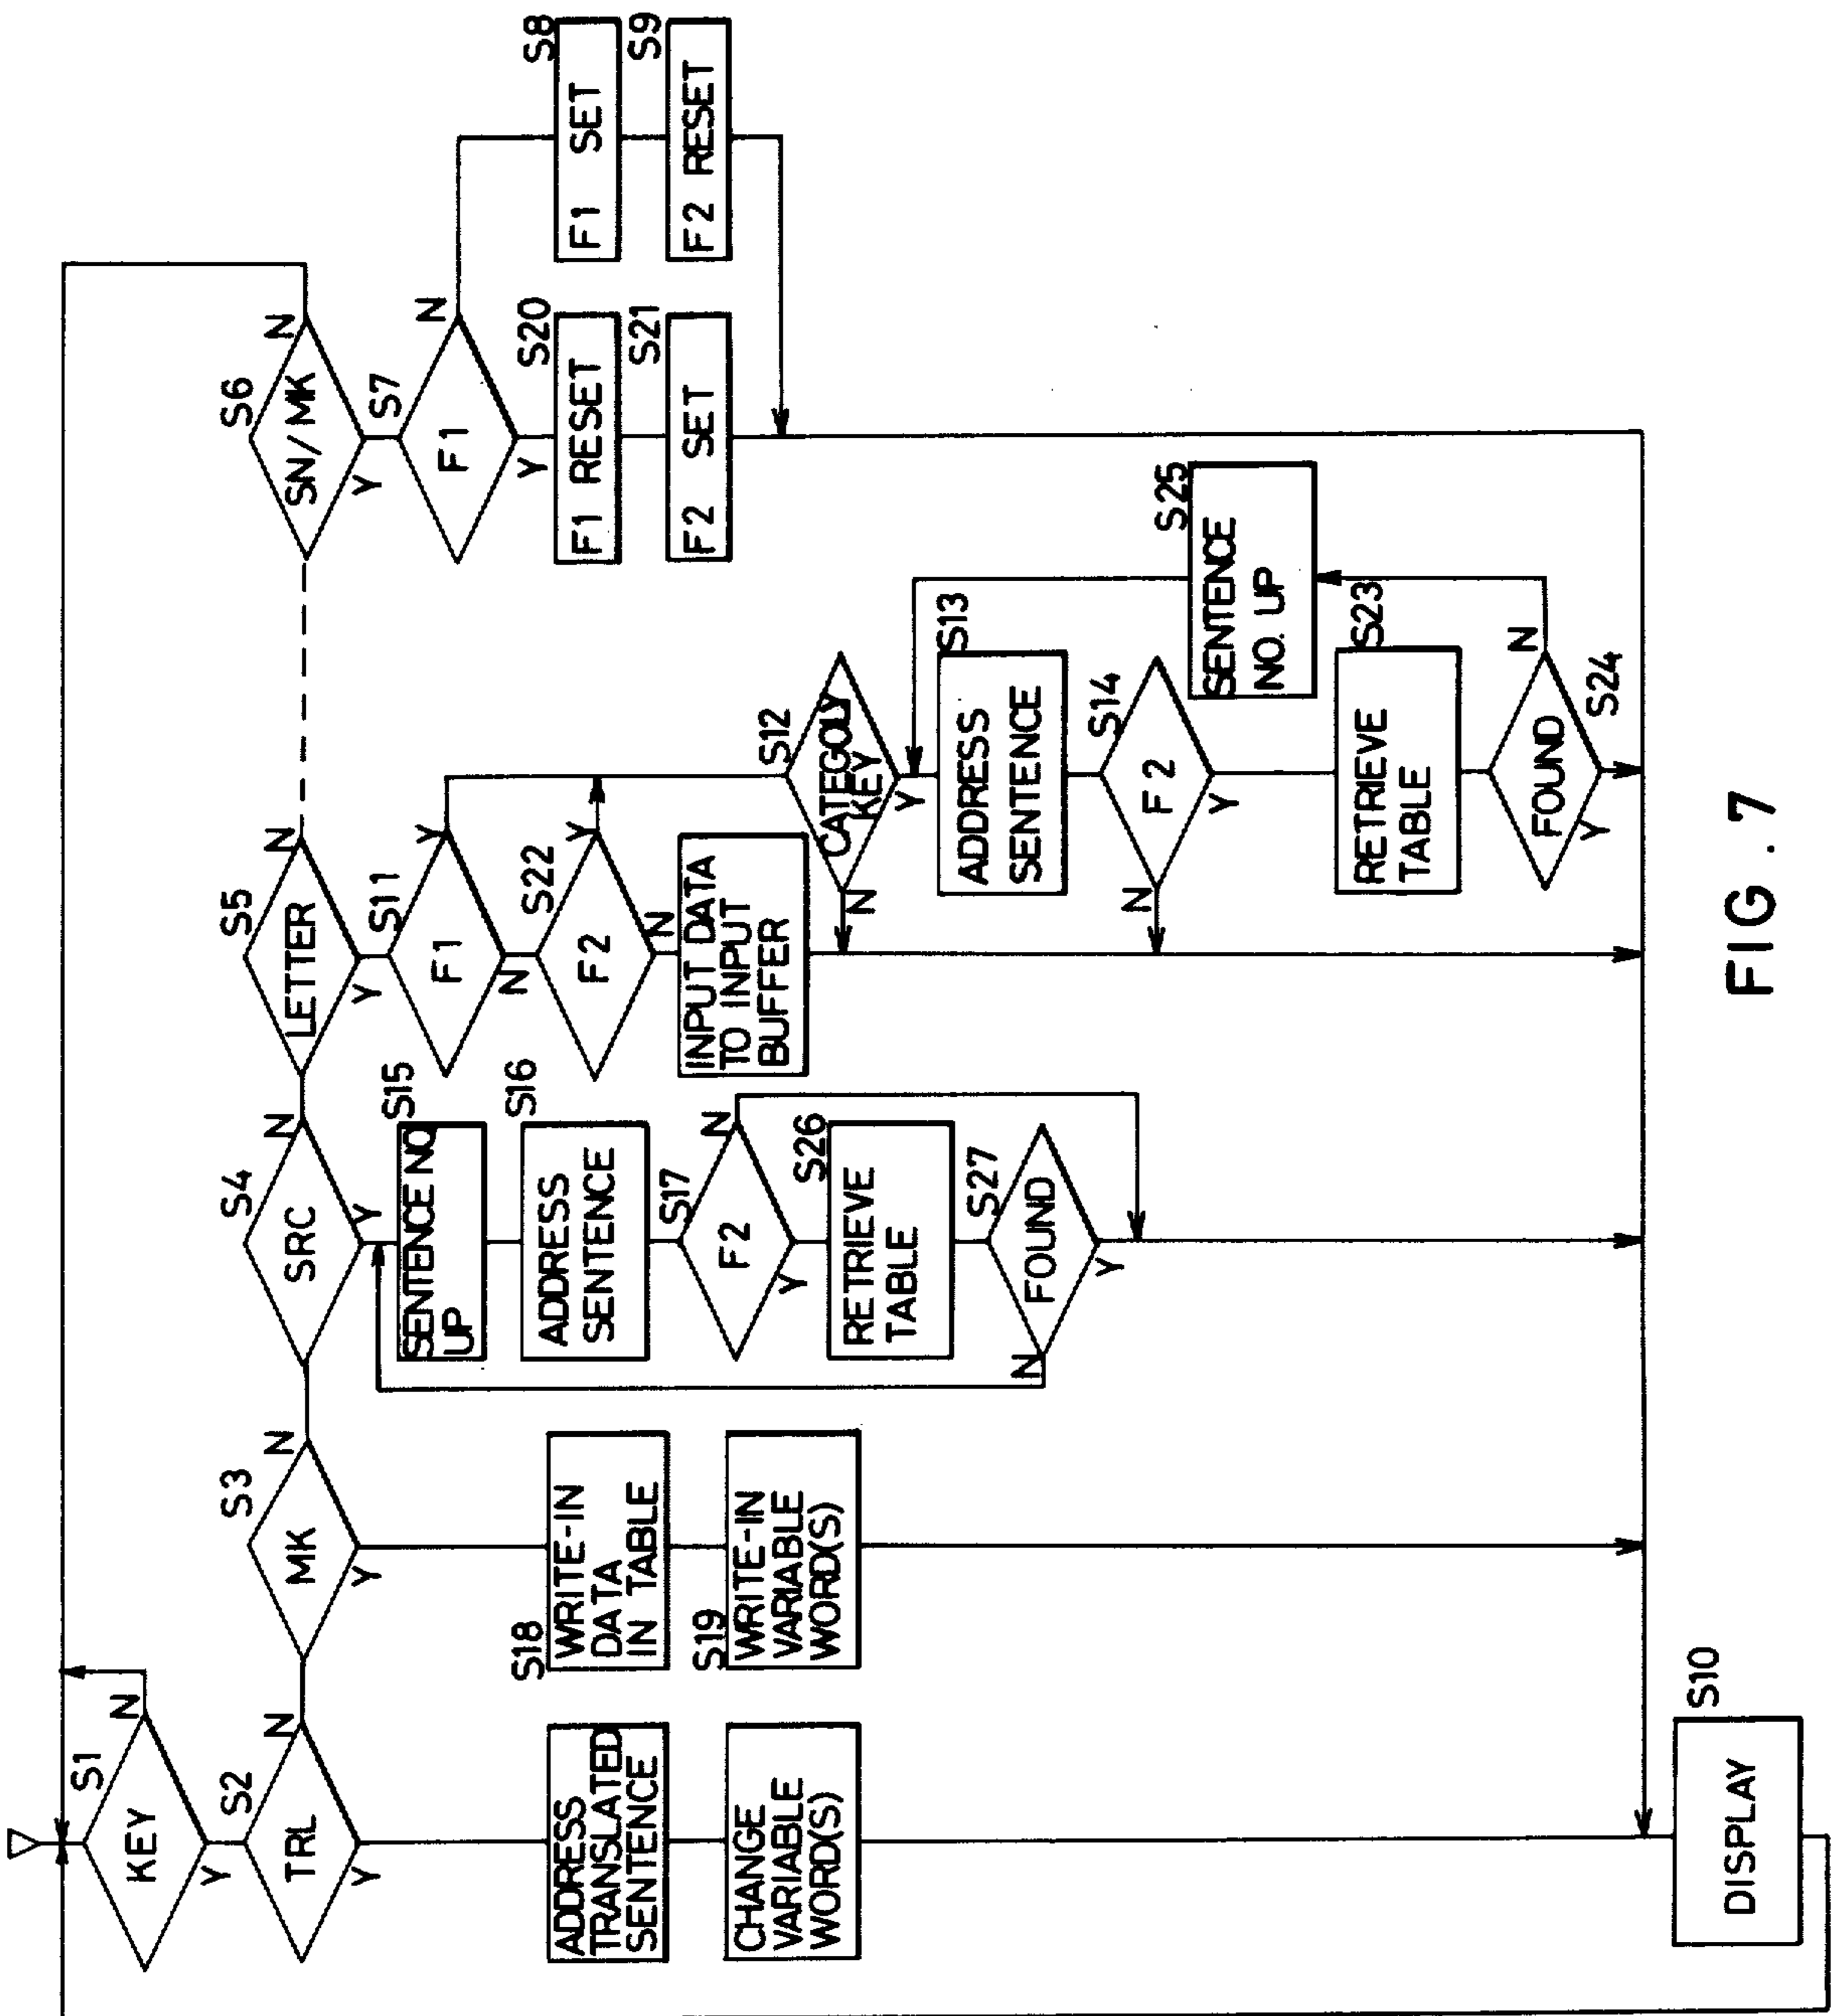 S1
KEY
N
Y
S2
TRL
N
Y
ADDRESS
TRANSLATED
SENTENCE
CHANGE
VARIABLE
WORD(S)
S3
MK
N
Y
S18
WRITE-IN
DATA
IN TABLE
S19
WRITE-IN
VARIABLE
WORD(S)
S4
SRC
N
Y
S15
SENTENCE NO
UP
S16
ADDRESS
SENTENCE
S17
F2
N
Y
S26
RETRIEVE
TABLE
S27
FOUND
N
Y
S5
LETTER
N
Y
S11
F1
Y
N
S22
F2
Y
N
INPUT DATA
TO INPUT
BUFFER
S12
CATEGOLY
KEY
N
Y
S13
ADDRESS
SENTENCE
S14
F2
N
Y
S23
RETRIEVE
TABLE
S24
FOUND
N
Y
S25
SENTENCE
NO. UP
S6
SN/MK
N
Y
S7
F1
N
Y
S20
F1 RESET
S21
F2 SET
S8
F1 SET
S9
F2 RESET
S10
DISPLAY
FIG. 7